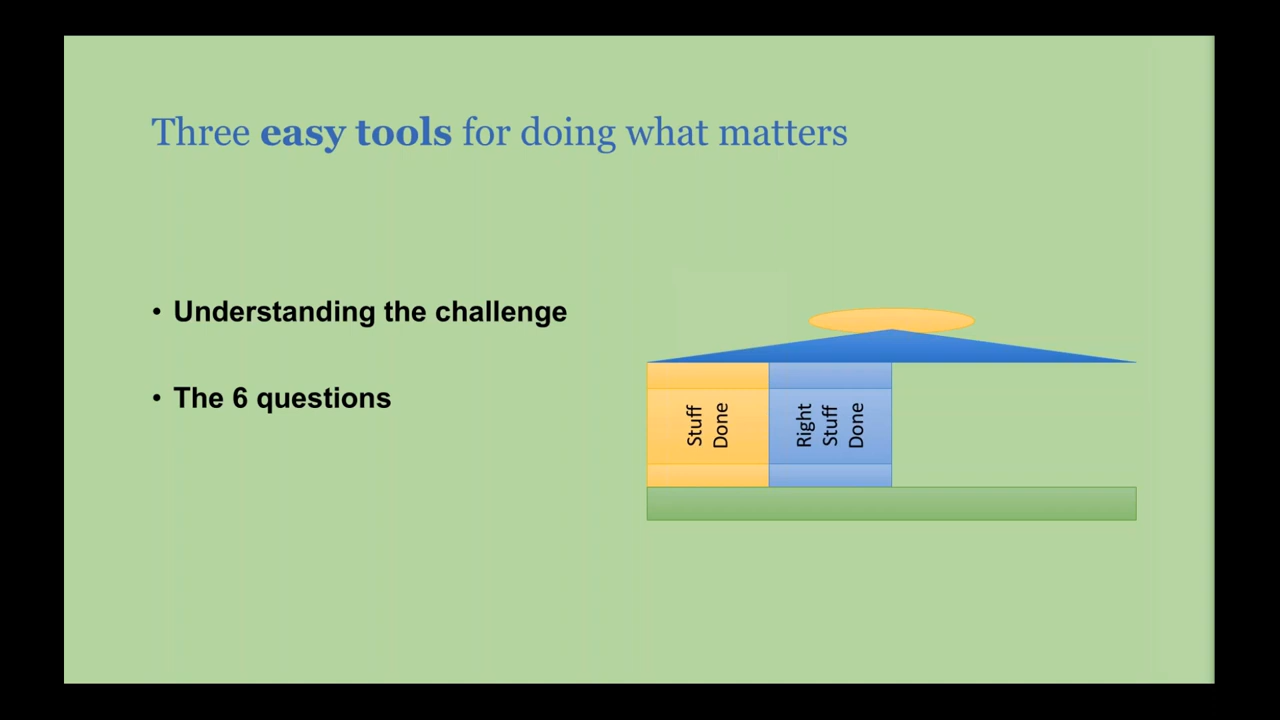 Three easy tools for doing what matters
• Understanding the challenge
• The 6 questions
Stuff
Done
Right
Stuff
Done